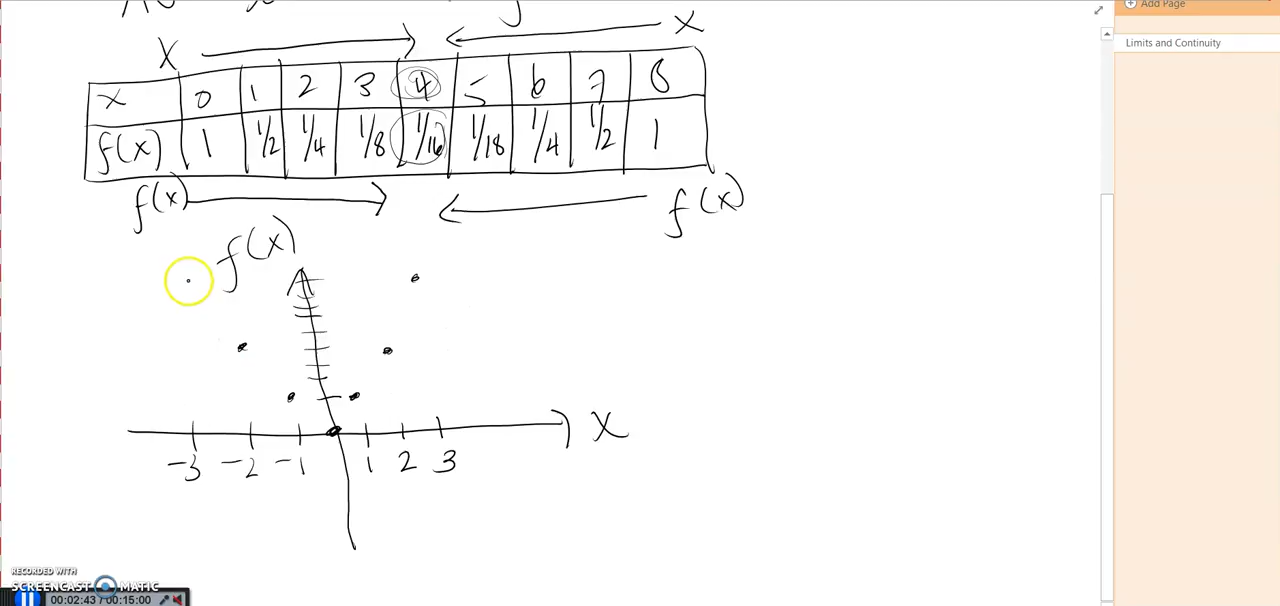 Add Page
Limits and Continuity
X X
x 0 1 2 3 4 5 6 7 8
f(x) 1 1/2 1/4 1/8 1/16 1/18 1/4 1/2 1
f(x) f(x)
f(x)
X
-3 -2 -1 1 2 3
RECORDED WITH
SCREENCAST MATIC
00:02:43 / 00:15:00